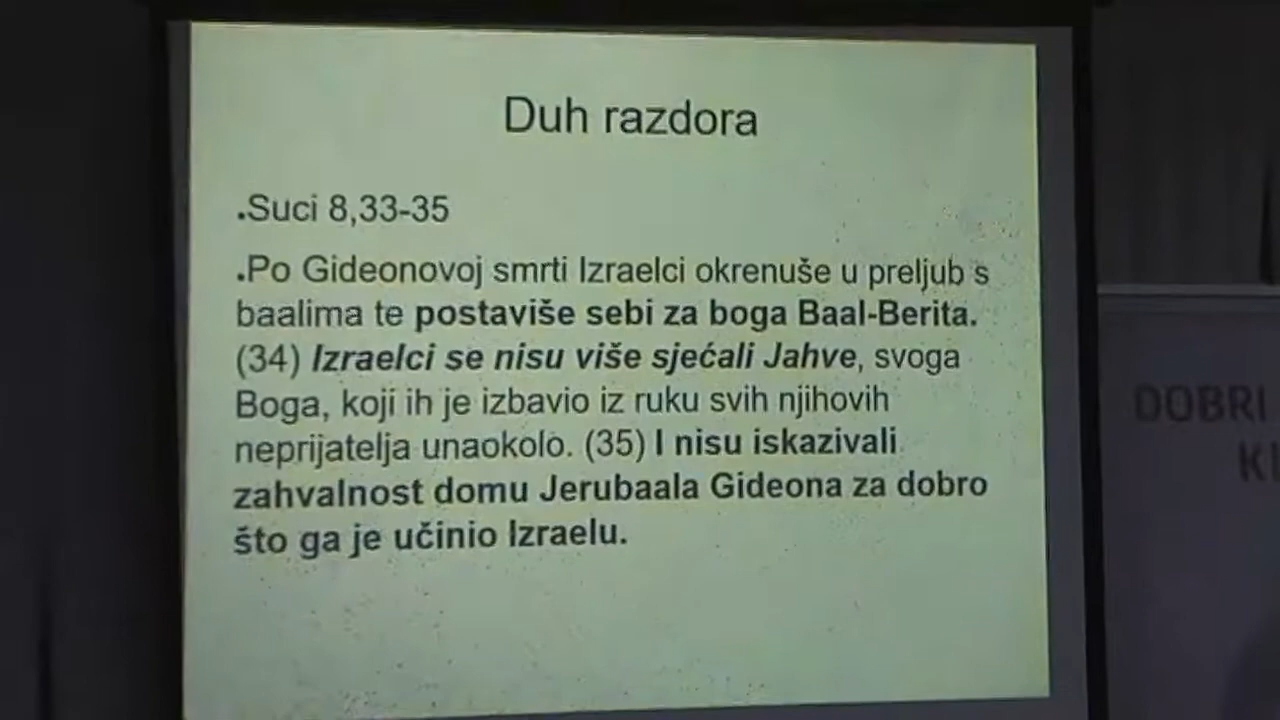 Duh razdora
.Suci 8,33-35
.Po Gideonovoj smrti Izraelci okrenuše u preljub s
baalima te postaviše sebi za boga Baal-Berita.
(34) Izraelci se nisu više sjećali Jahve, svoga
Boga, koji ih je izbavio iz ruku svih njihovih
neprijatelja unaokolo. (35) I nisu iskazivali
zahvalnost domu Jerubaala Gideona za dobro
što ga je učinio Izraelu.
DOBRI